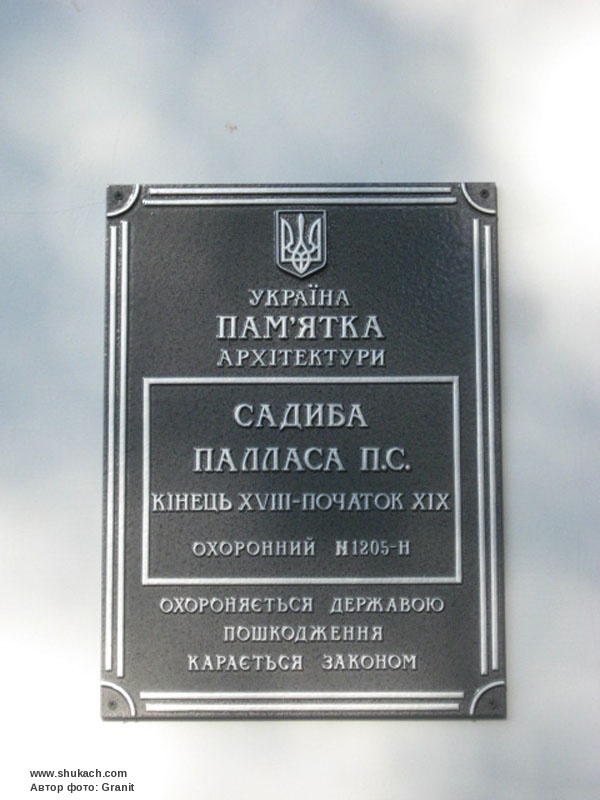 УКРАЇНА
ПАМ'ЯТКА
АРХІТЕКТУРИ
САДИБА
ПАЛЛАСА П.С.
КІНЕЦЬ XVIII-ПОЧАТОК XIX
ОХОРОННИЙ №1205-Н
ОХОРОНЯЄТЬСЯ ДЕРЖАВОЮ
ПОШКОДЖЕННЯ
КАРАЄТЬСЯ ЗАКОНОМ
www.shukach.com
Автор фото: Granit